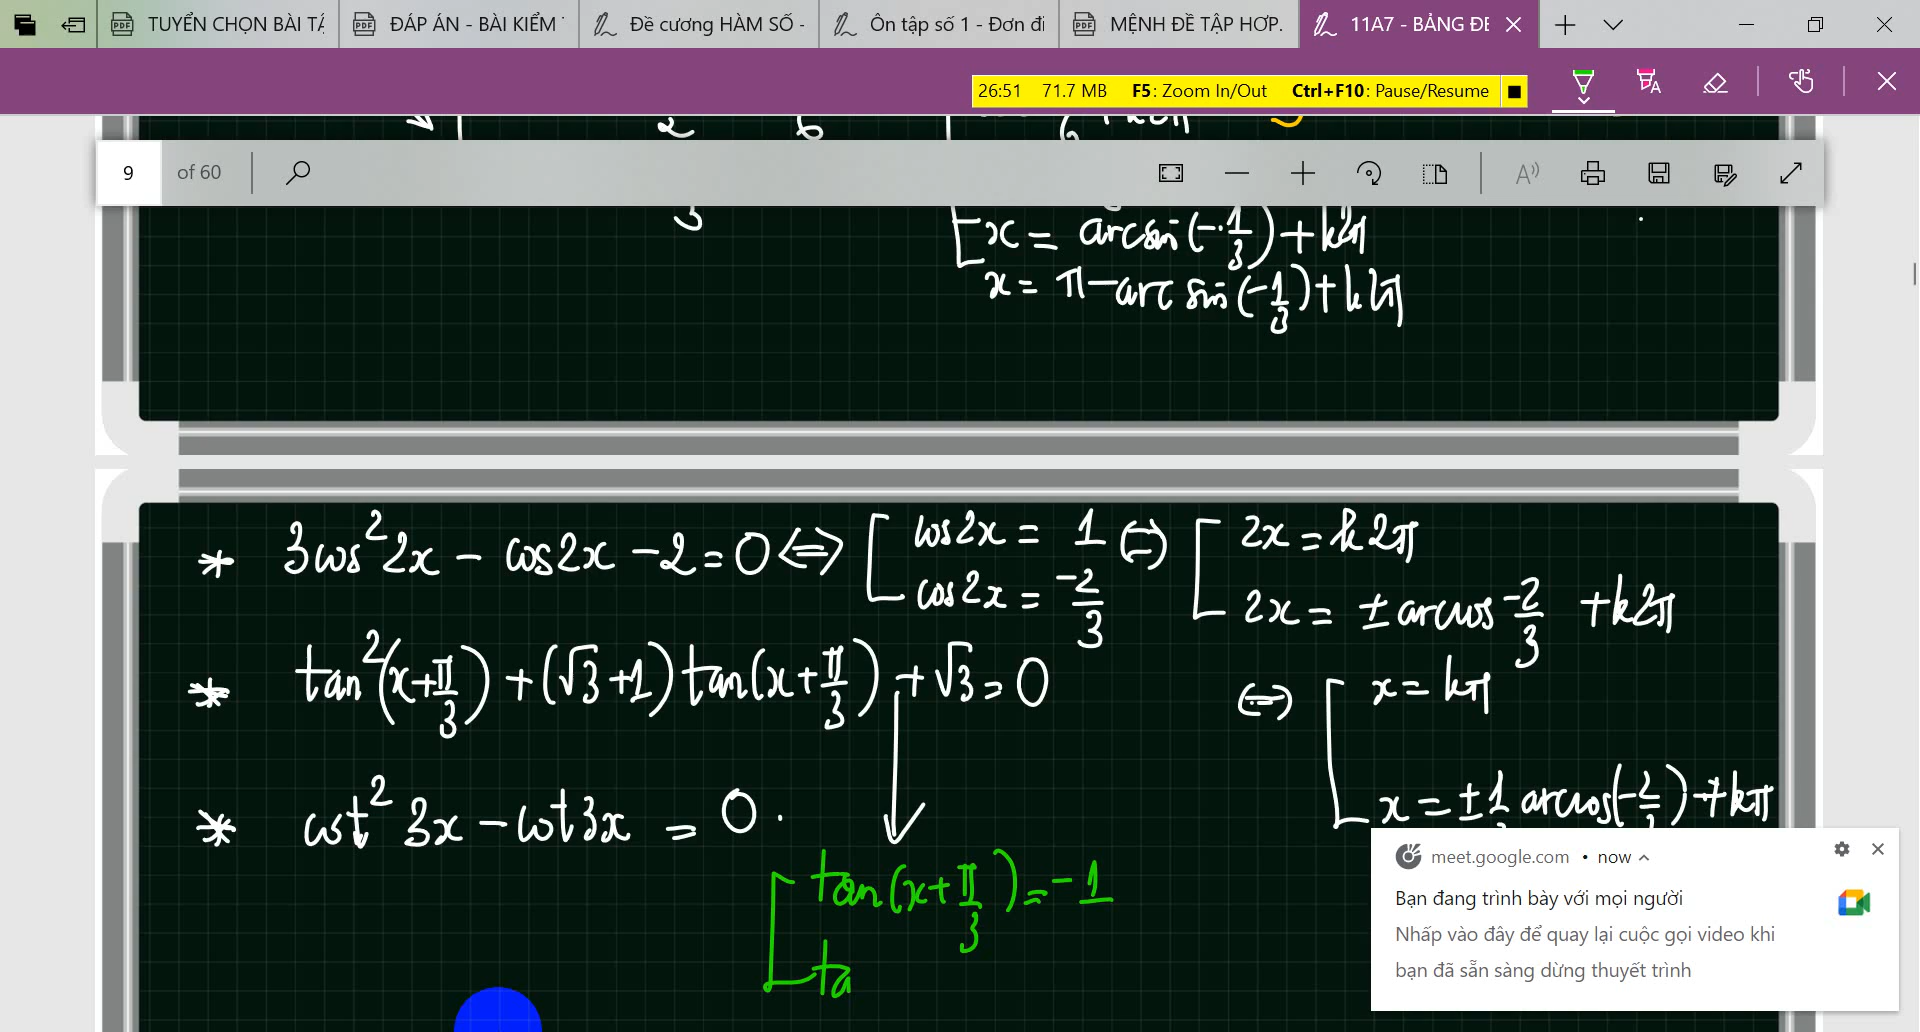 TUYỂN CHỌN BÀI TẬ
ĐÁP ÁN - BÀI KIỂM T
Đề cương HÀM SỐ -
Ôn tập số 1 - Đơn đi
MỆNH ĐỀ TẬP HƠP.
11A7 - BẢNG ĐE
26:51 71.7 MB F5: Zoom In/Out Ctrl+F10: Pause/Resume
9 of 60
x = arcsin(-1/3) + k2π
x = π - arcsin(-1/3) + k2π
* 3cos²2x - cos2x - 2 = 0 <=> [ cos2x = 1 <=> [ 2x = k2π
cos2x = -2/3 2x = ± arccos -2/3 + k2π
* tan²(x+π/3) + (√3+1)tan(x+π/3) + √3 = 0
<=> [ x = kπ
* cot²3x - cot3x = 0.
x = ± 1 arccos(-2/3) + kπ
[ tan(x+π/3) = -1
ta
meet.google.com • now
Bạn đang trình bày với mọi người
Nhấp vào đây để quay lại cuộc gọi video khi
bạn đã sẵn sàng dừng thuyết trình